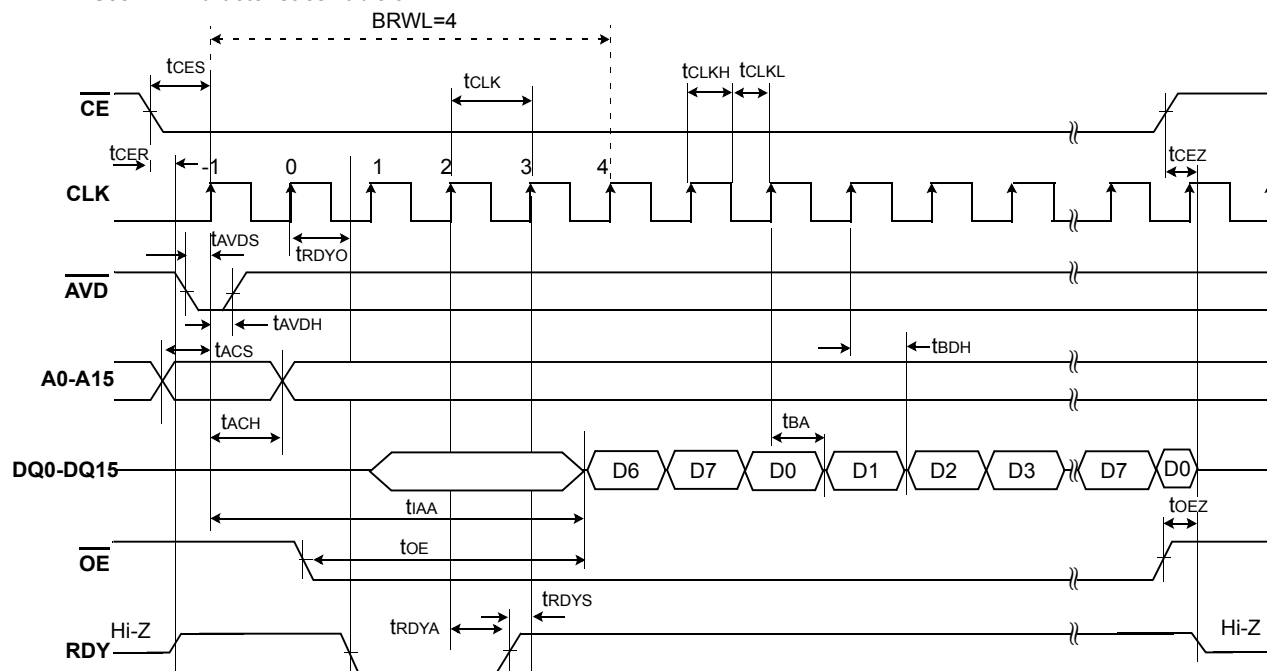 BRWL=4
tCES
tCLK
tCLKH
tCLKL
CE
tCER
-1
0
1
2
3
4
tCEZ
CLK
tAVDS
tRDYO
AVD
tAVDH
tACS
tBDH
A0-A15
tACH
tBA
DQ0-DQ15
D6
D7
D0
D1
D2
D3
D7
D0
tIAA
tOEZ
tOE
OE
tRDYS
tRDYA
Hi-Z
Hi-Z
RDY